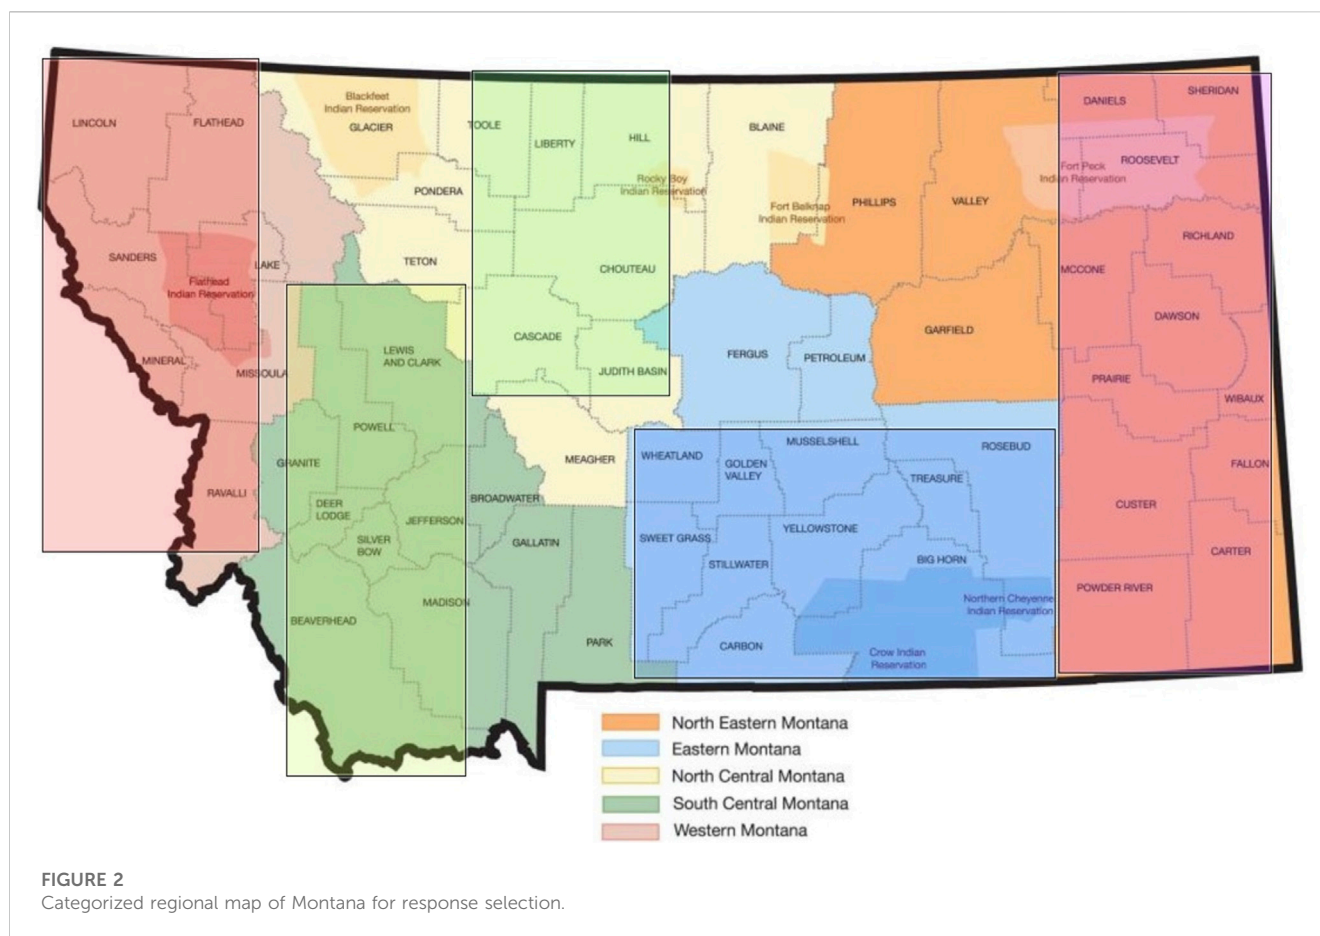 Blackfeet
Indian Reservation
GLACIER
LINCOLN
FLATHEAD
TOOLE
LIBERTY
HILL
BLAINE
DANIELS
SHERIDAN
ROOSEVELT
Fort Peck
Indian Reservation
PONDERA
Rocky Boy
Indian Reservation
Fort Belknap
Indian Reservation
PHILLIPS
VALLEY
RICHLAND
SANDERS
LAKE
TETON
CHOUTEAU
MCCONE
Flathead
Indian Reservation
DAWSON
CASCADE
GARFIELD
LEWIS
AND CLARK
FERGUS
PETROLEUM
MINERAL
MISSOULA
JUDITH BASIN
PRAIRIE
WIBAUX
POWELL
MEAGHER
WHEATLAND
GOLDEN
VALLEY
MUSSELSHELL
ROSEBUD
GRANITE
TREASURE
FALLON
RAVALLI
BROADWATER
DEER
LODGE
JEFFERSON
CUSTER
SILVER
BOW
GALLATIN
SWEET GRASS
YELLOWSTONE
STILLWATER
BIG HORN
CARTER
POWDER RIVER
MADISON
BEAVERHEAD
Northern Cheyenne
Indian Reservation
PARK
CARBON
Crow Indian
Reservation
North Eastern Montana
Eastern Montana
North Central Montana
South Central Montana
Western Montana
FIGURE 2
Categorized regional map of Montana for response selection.